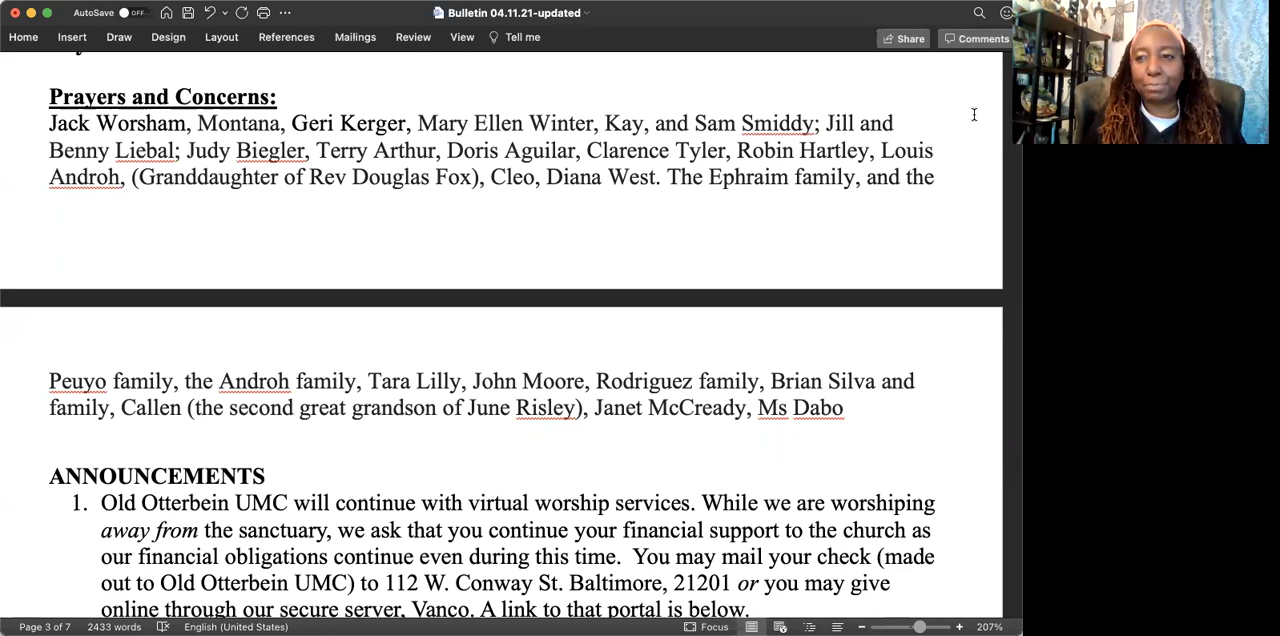 AutoSave OFF
Bulletin 04.11.21-updated
Home Insert Draw Design Layout References Mailings Review View Tell me
Share Comments
Prayers and Concerns:
Jack Worsham, Montana, Geri Kerger, Mary Ellen Winter, Kay, and Sam Smiddy; Jill and
Benny Liebal; Judy Biegler, Terry Arthur, Doris Aguilar, Clarence Tyler, Robin Hartley, Louis
Androh, (Granddaughter of Rev Douglas Fox), Cleo, Diana West. The Ephraim family, and the
Peuyo family, the Androh family, Tara Lilly, John Moore, Rodriguez family, Brian Silva and
family, Callen (the second great grandson of June Risley), Janet McCready, Ms Dabo
ANNOUNCEMENTS
1. Old Otterbein UMC will continue with virtual worship services. While we are worshiping
away from the sanctuary, we ask that you continue your financial support to the church as
our financial obligations continue even during this time. You may mail your check (made
out to Old Otterbein UMC) to 112 W. Conway St. Baltimore, 21201 or you may give
online through our secure server, Vanco. A link to that portal is below.
Page 3 of 7 2433 words English (United States) Focus 207%